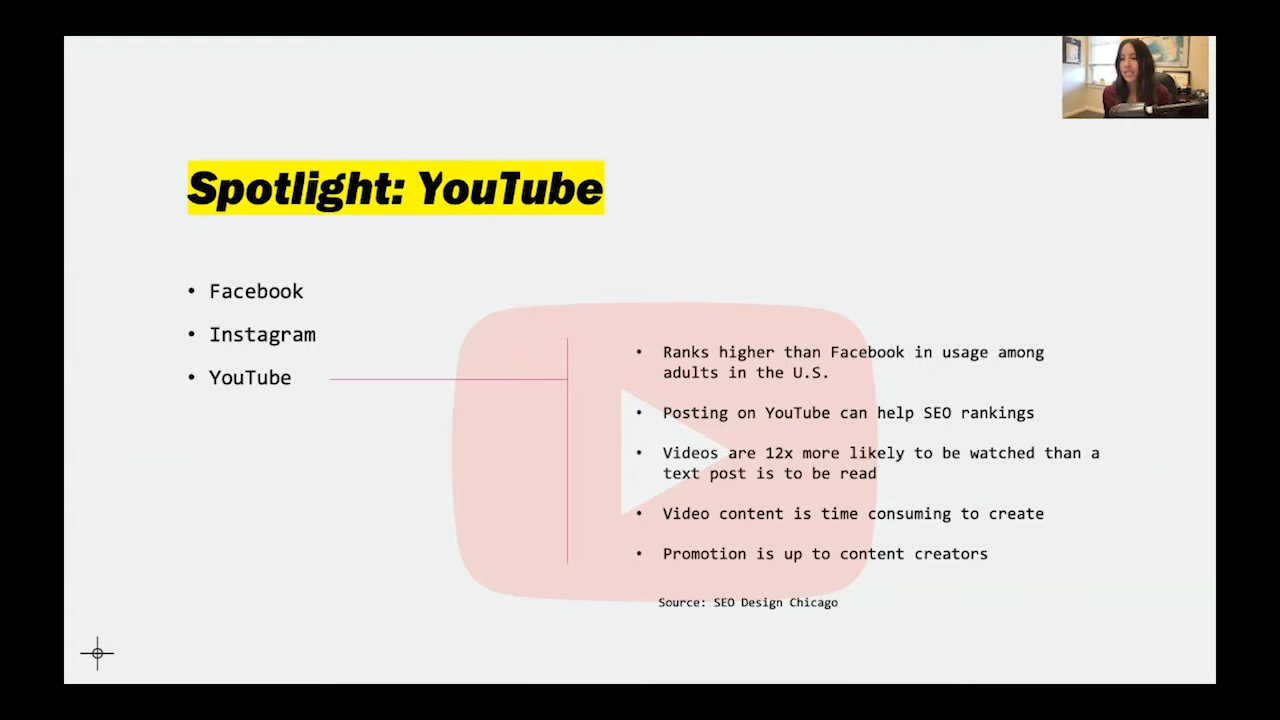 Spotlight: YouTube
• Facebook
• Instagram
• YouTube
• Ranks higher than Facebook in usage among
adults in the U.S.
• Posting on YouTube can help SEO rankings
• Videos are 12x more likely to be watched than a
text post is to be read
• Video content is time consuming to create
• Promotion is up to content creators
Source: SEO Design Chicago